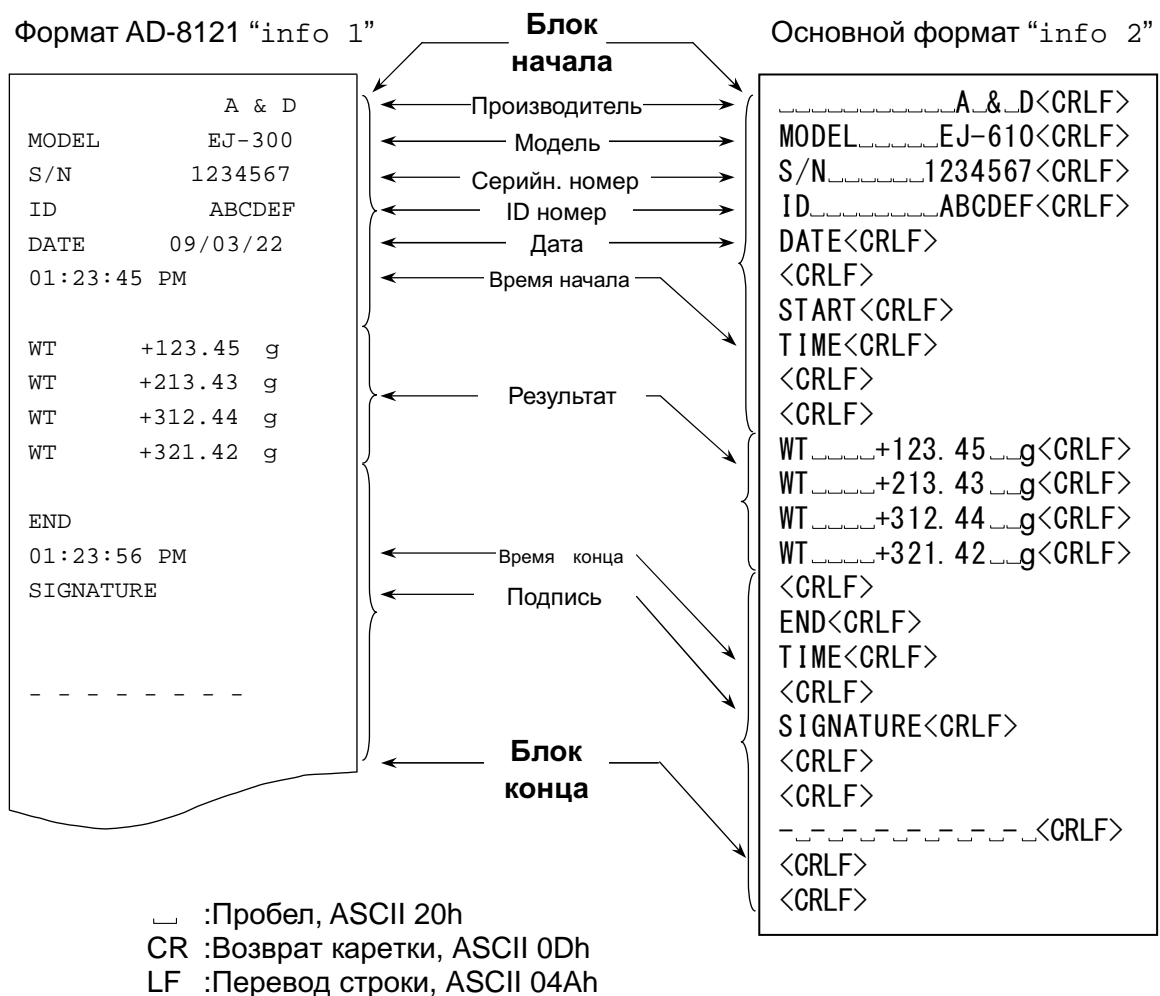 Формат AD-8121 “info 1”
A & D
MODEL EJ-300
S/N 1234567
ID ABCDEF
DATE 09/03/22
01:23:45 PM
WT +123.45 g
WT +213.43 g
WT +312.44 g
WT +321.42 g
END
01:23:56 PM
SIGNATURE
- - - - - - - -
Блок
начала
Производитель
Модель
Серийн. номер
ID номер
Дата
Время начала
Результат
Время конца
Подпись
Блок
конца
Основной формат “info 2”
␣␣␣␣␣␣␣␣␣␣␣A␣&␣D<CRLF>
MODEL␣␣␣␣␣EJ-610<CRLF>
S/N␣␣␣␣␣␣1234567<CRLF>
ID␣␣␣␣␣␣␣␣ABCDEF<CRLF>
DATE<CRLF>
<CRLF>
START<CRLF>
TIME<CRLF>
<CRLF>
<CRLF>
WT␣␣␣␣+123.45␣␣g<CRLF>
WT␣␣␣␣+213.43␣␣g<CRLF>
WT␣␣␣␣+312.44␣␣g<CRLF>
WT␣␣␣␣+321.42␣␣g<CRLF>
<CRLF>
END<CRLF>
TIME<CRLF>
<CRLF>
SIGNATURE<CRLF>
<CRLF>
<CRLF>
-␣-␣-␣-␣-␣-␣-␣-␣<CRLF>
<CRLF>
<CRLF>
␣ :Пробел, ASCII 20h
CR :Возврат каретки, ASCII 0Dh
LF :Перевод строки, ASCII 04Ah